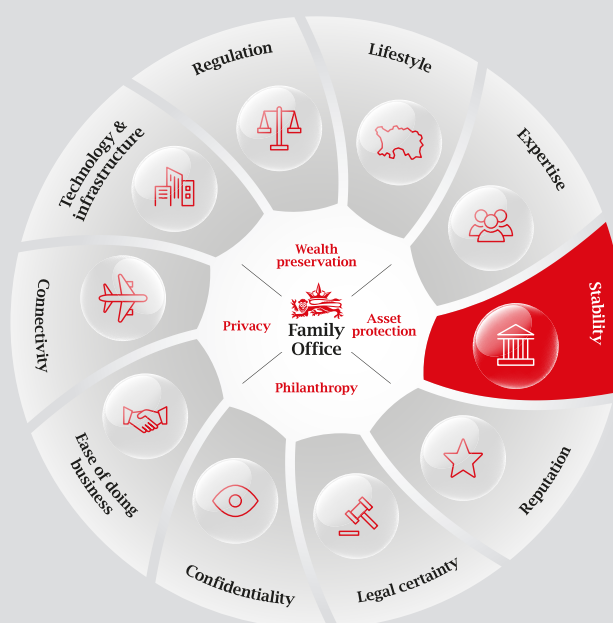 Regulation
Lifestyle
Expertise
Stability
Reputation
Legal certainty
Confidentiality
Ease of doing
business
Connectivity
Technology &
infrastructure
Wealth
preservation
Privacy
Asset
protection
Family
Office
Philanthropy